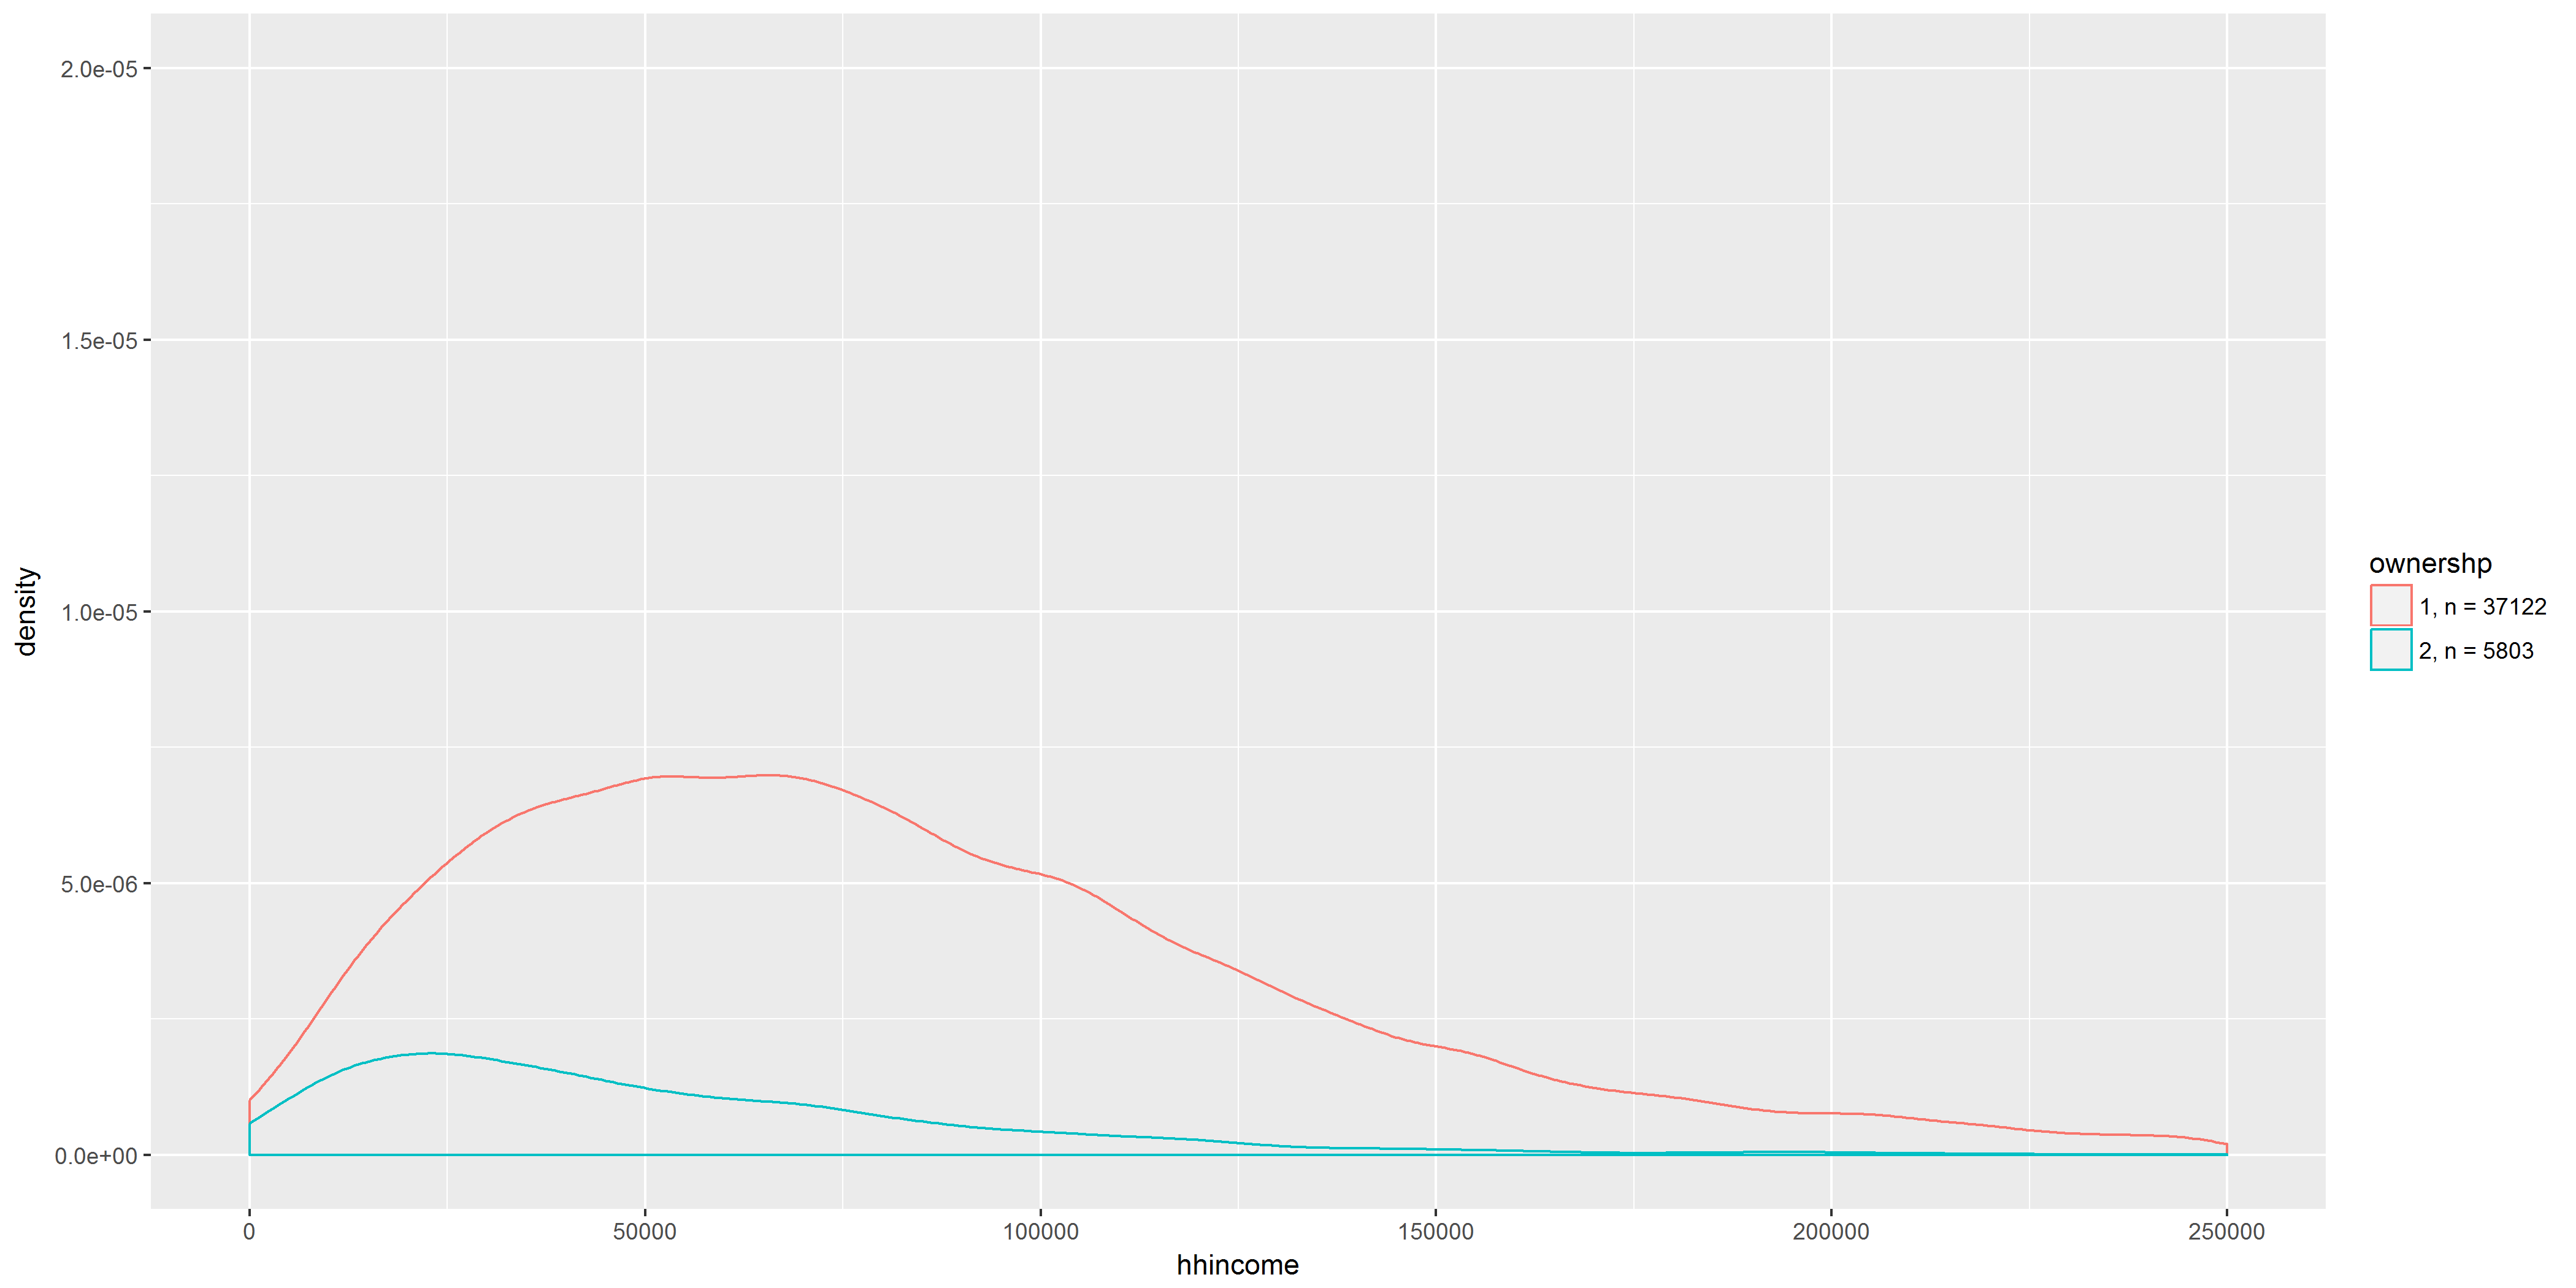 2.0e-05
1.5e-05
1.0e-05
5.0e-06
0.0e+00
density
0 50000 100000 150000 200000 250000
hhincome
ownershp
1, n = 37122
2, n = 5803